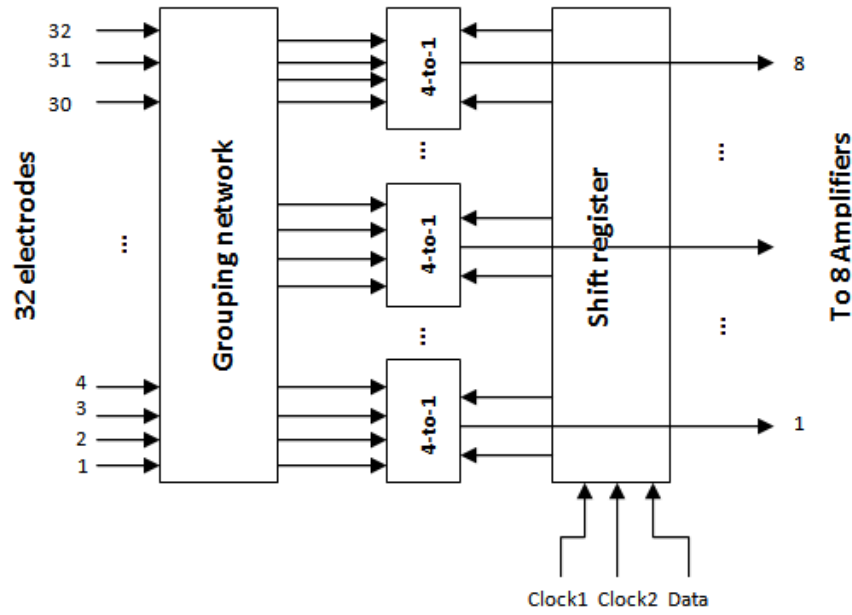 32
31
30
32 electrodes
...
4
3
2
1
Grouping network
4-to-1
...
4-to-1
...
4-to-1
Shift register
8
...
...
1
To 8 Amplifiers
Clock1 Clock2 Data